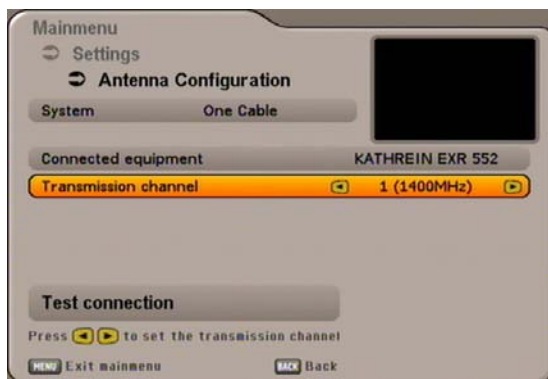 Mainmenu
Settings
Antenna Configuration
System One Cable
Connected equipment KATHREIN EXR 552
Transmission channel 1 (1400MHz)
Test connection
Press to set the transmission channel
MENU Exit mainmenu BACK Back